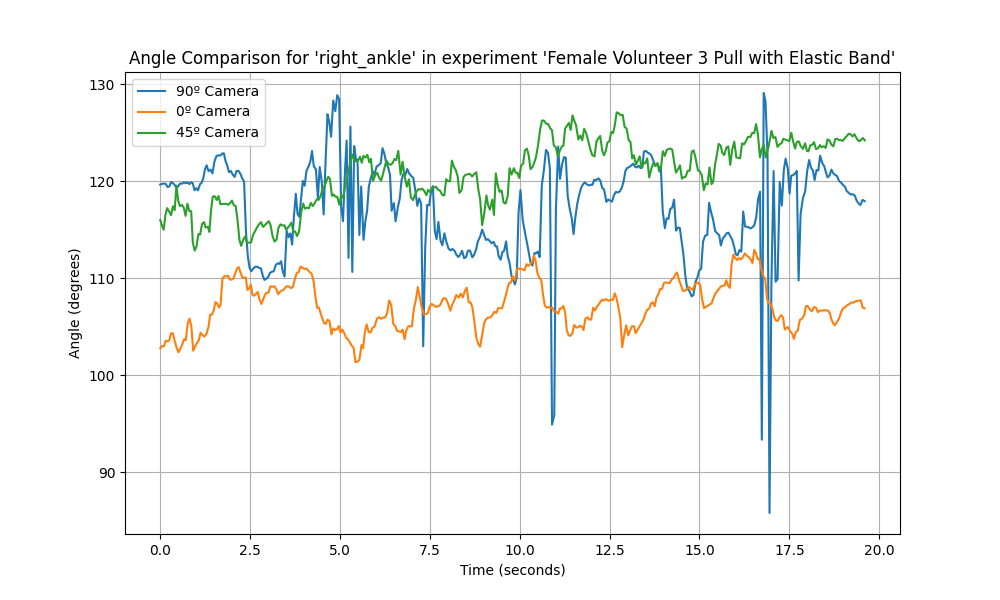 Angle Comparison for 'right_ankle' in experiment 'Female Volunteer 3 Pull with Elastic Band'
90º Camera
0º Camera
45º Camera
130
120
110
100
90
Angle (degrees)
0.0 2.5 5.0 7.5 10.0 12.5 15.0 17.5 20.0
Time (seconds)